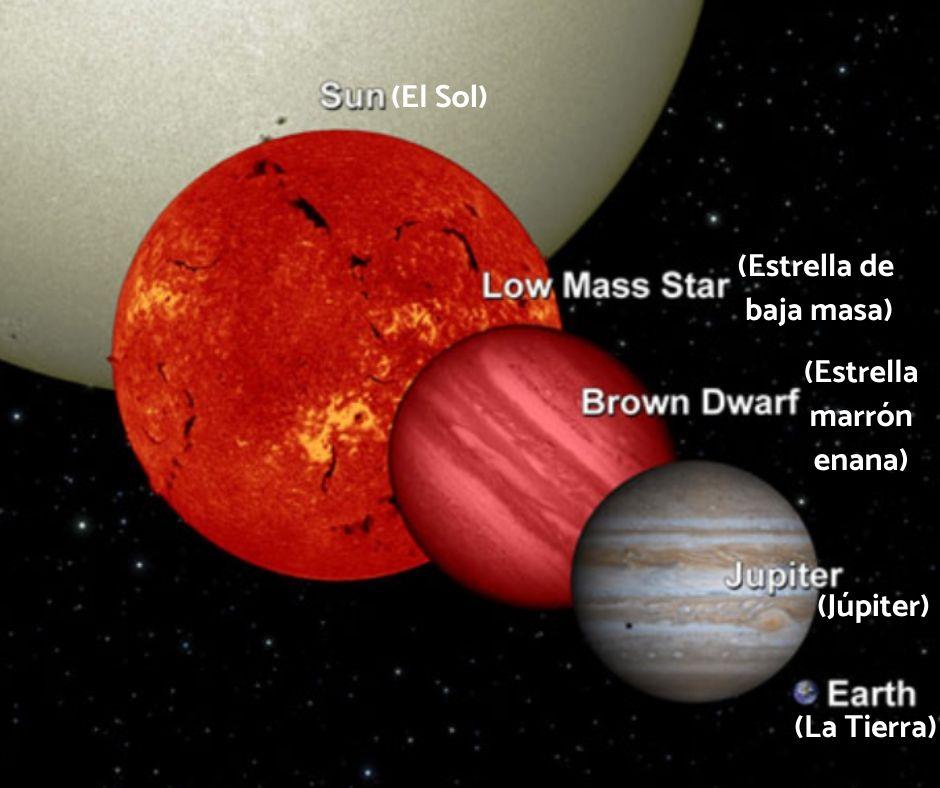 Sun (El Sol)
Low Mass Star (Estrella de
baja masa)
(Estrella
Brown Dwarf marrón
enana)
Jupiter
(Júpiter)
Earth
(La Tierra)